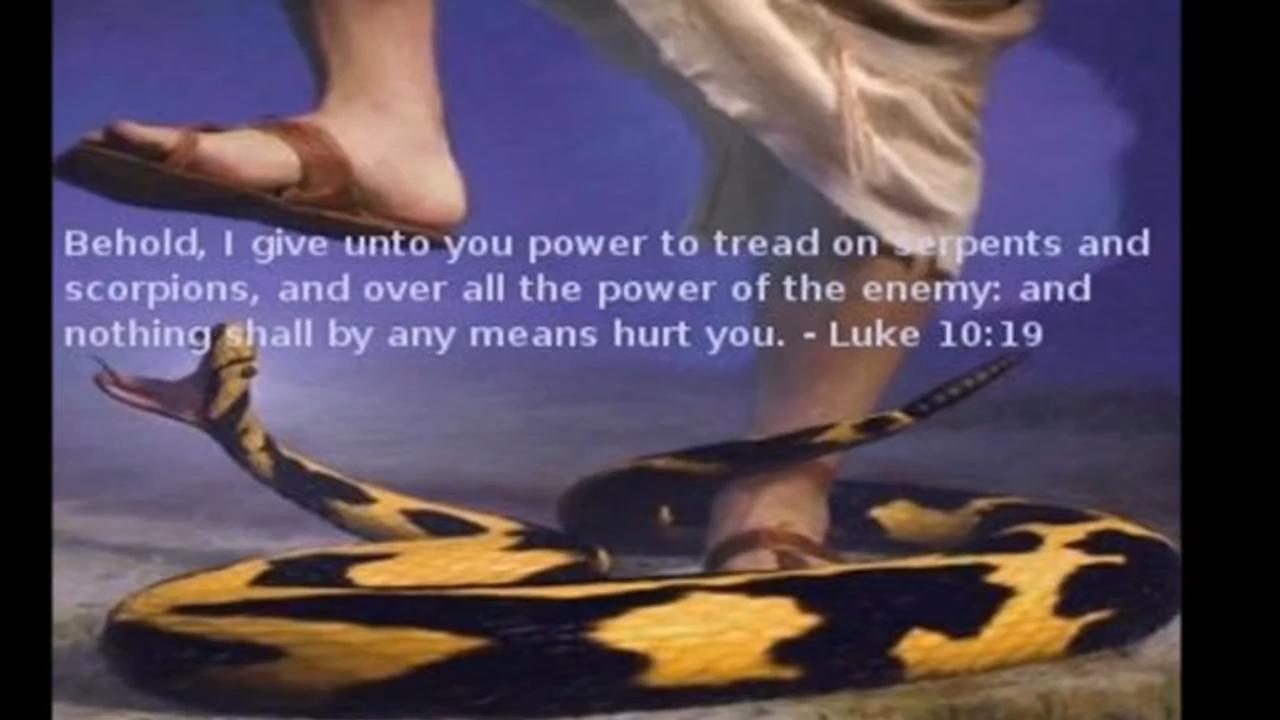 Behold, I give unto you power to tread on serpents and
scorpions, and over all the power of the enemy: and
nothing shall by any means hurt you. - Luke 10:19